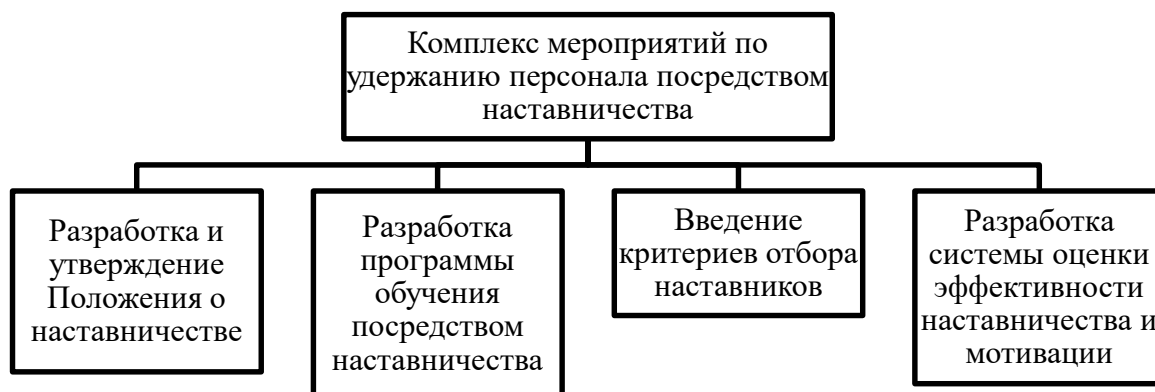 Комплекс мероприятий по
удержанию персонала посредством
наставничества
Разработка и
утверждение
Положения о
наставничестве
Разработка
программы
обучения
посредством
наставничества
Введение
критериев отбора
наставников
Разработка
системы оценки
эффективности
наставничества и
мотивации